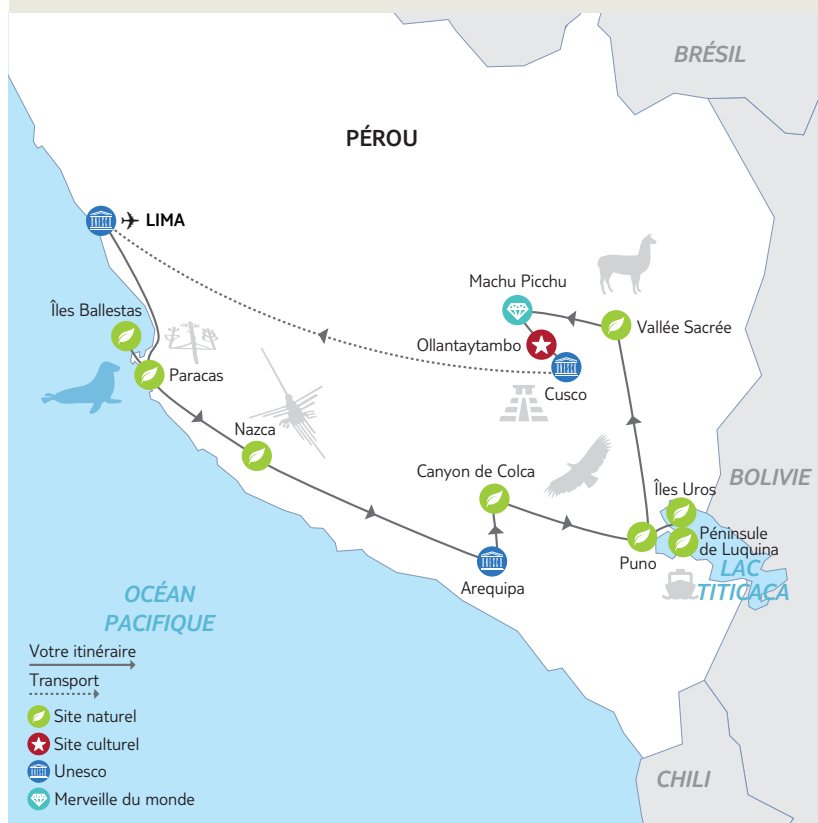 BRÉSIL
PÉROU
LIMA
Machu Picchu
Îles Ballestas
Vallée Sacrée
Ollantaytambo
Paracas
Cusco
Nazca
Canyon de Colca
BOLIVIE
Îles Uros
Péninsule
de Luquina
Puno
LAC
TITICACA
Arequipa
OCÉAN
PACIFIQUE
Votre itinéraire
Transport
Site naturel
Site culturel
Unesco
Merveille du monde
CHILI